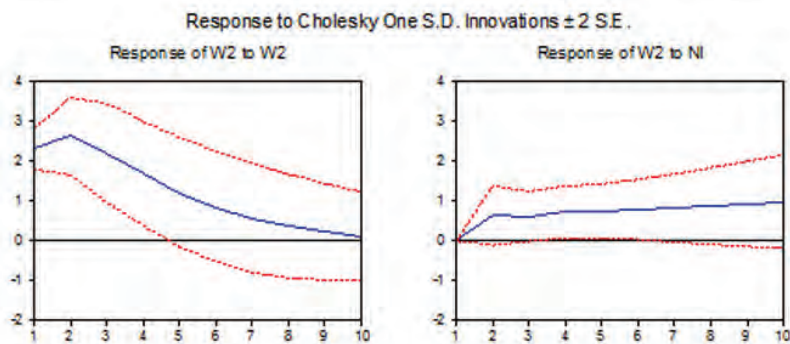 Response to Cholesky One S.D. Innovations ± 2 S.E.
Response of W2 to W2
Response of W2 to NI
4
3
2
1
0
-1
-2
1 2 3 4 5 6 7 8 9 10
4
3
2
1
0
-1
-2
1 2 3 4 5 6 7 8 9 10